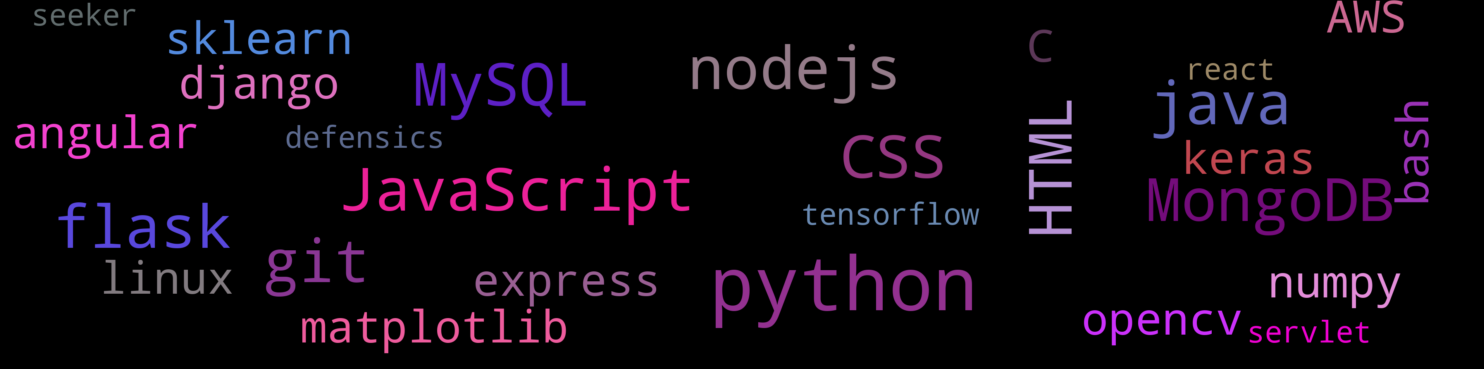 seeker
sklearn
django
angular
defensics
MySQL
JavaScript
flask
linux
git
express
matplotlib
nodejs
CSS
tensorflow
python
C
HTML
AWS
react
java
keras
MongoDB
bash
numpy
opencv
servlet